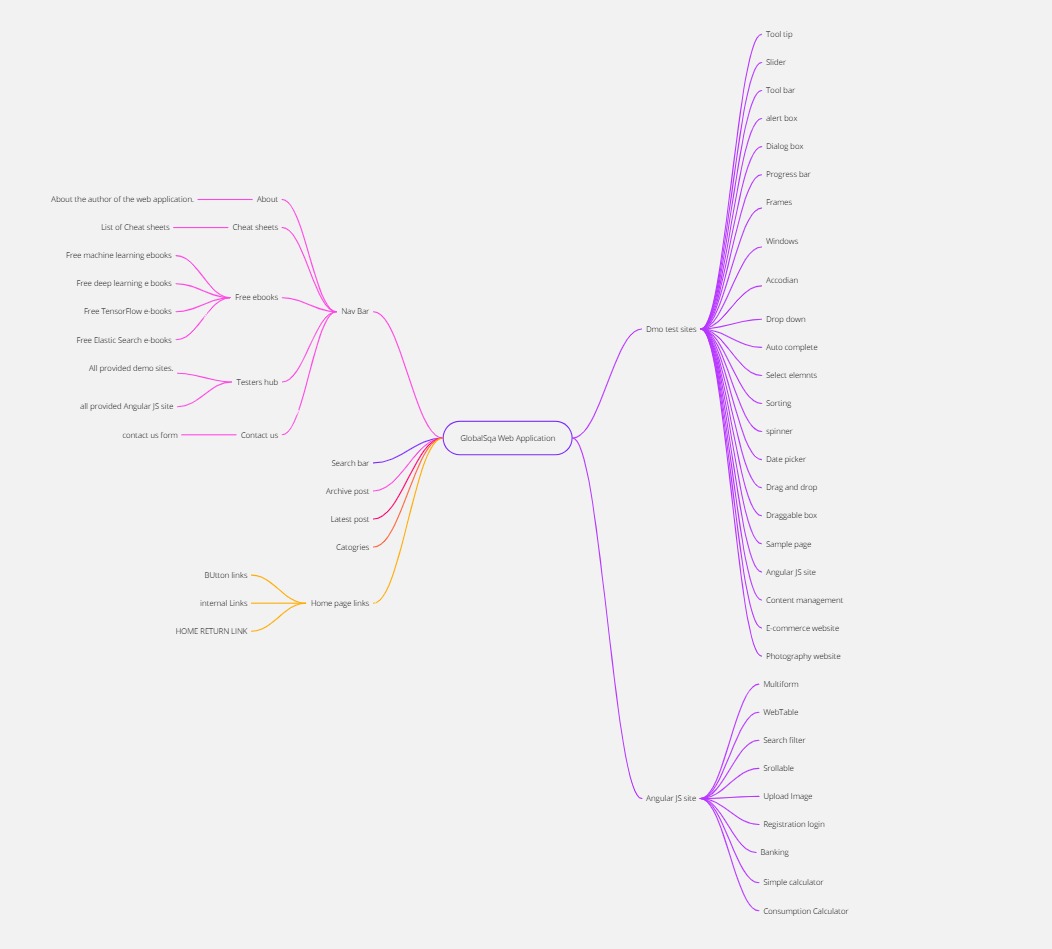 GlobalSqa Web Application
Nav Bar
About
About the author of the web application.
Cheat sheets
List of Cheat sheets
Free ebooks
Free machine learning ebooks
Free deep learning e books
Free TensorFlow e-books
Free Elastic Search e-books
Testers hub
All provided demo sites.
all provided Angular JS site
Contact us
contact us form
Search bar
Archive post
Latest post
Catogries
Home page links
BUtton links
internal Links
HOME RETURN LINK
Dmo test sites
Tool tip
Slider
Tool bar
alert box
Dialog box
Progress bar
Frames
Windows
Accodian
Drop down
Auto complete
Select elemnts
Sorting
spinner
Date picker
Drag and drop
Draggable box
Sample page
Angular JS site
Content management
E-commerce website
Photography website
Angular JS site
Multiform
WebTable
Search filter
Srollable
Upload Image
Registration login
Banking
Simple calculator
Consumption Calculator